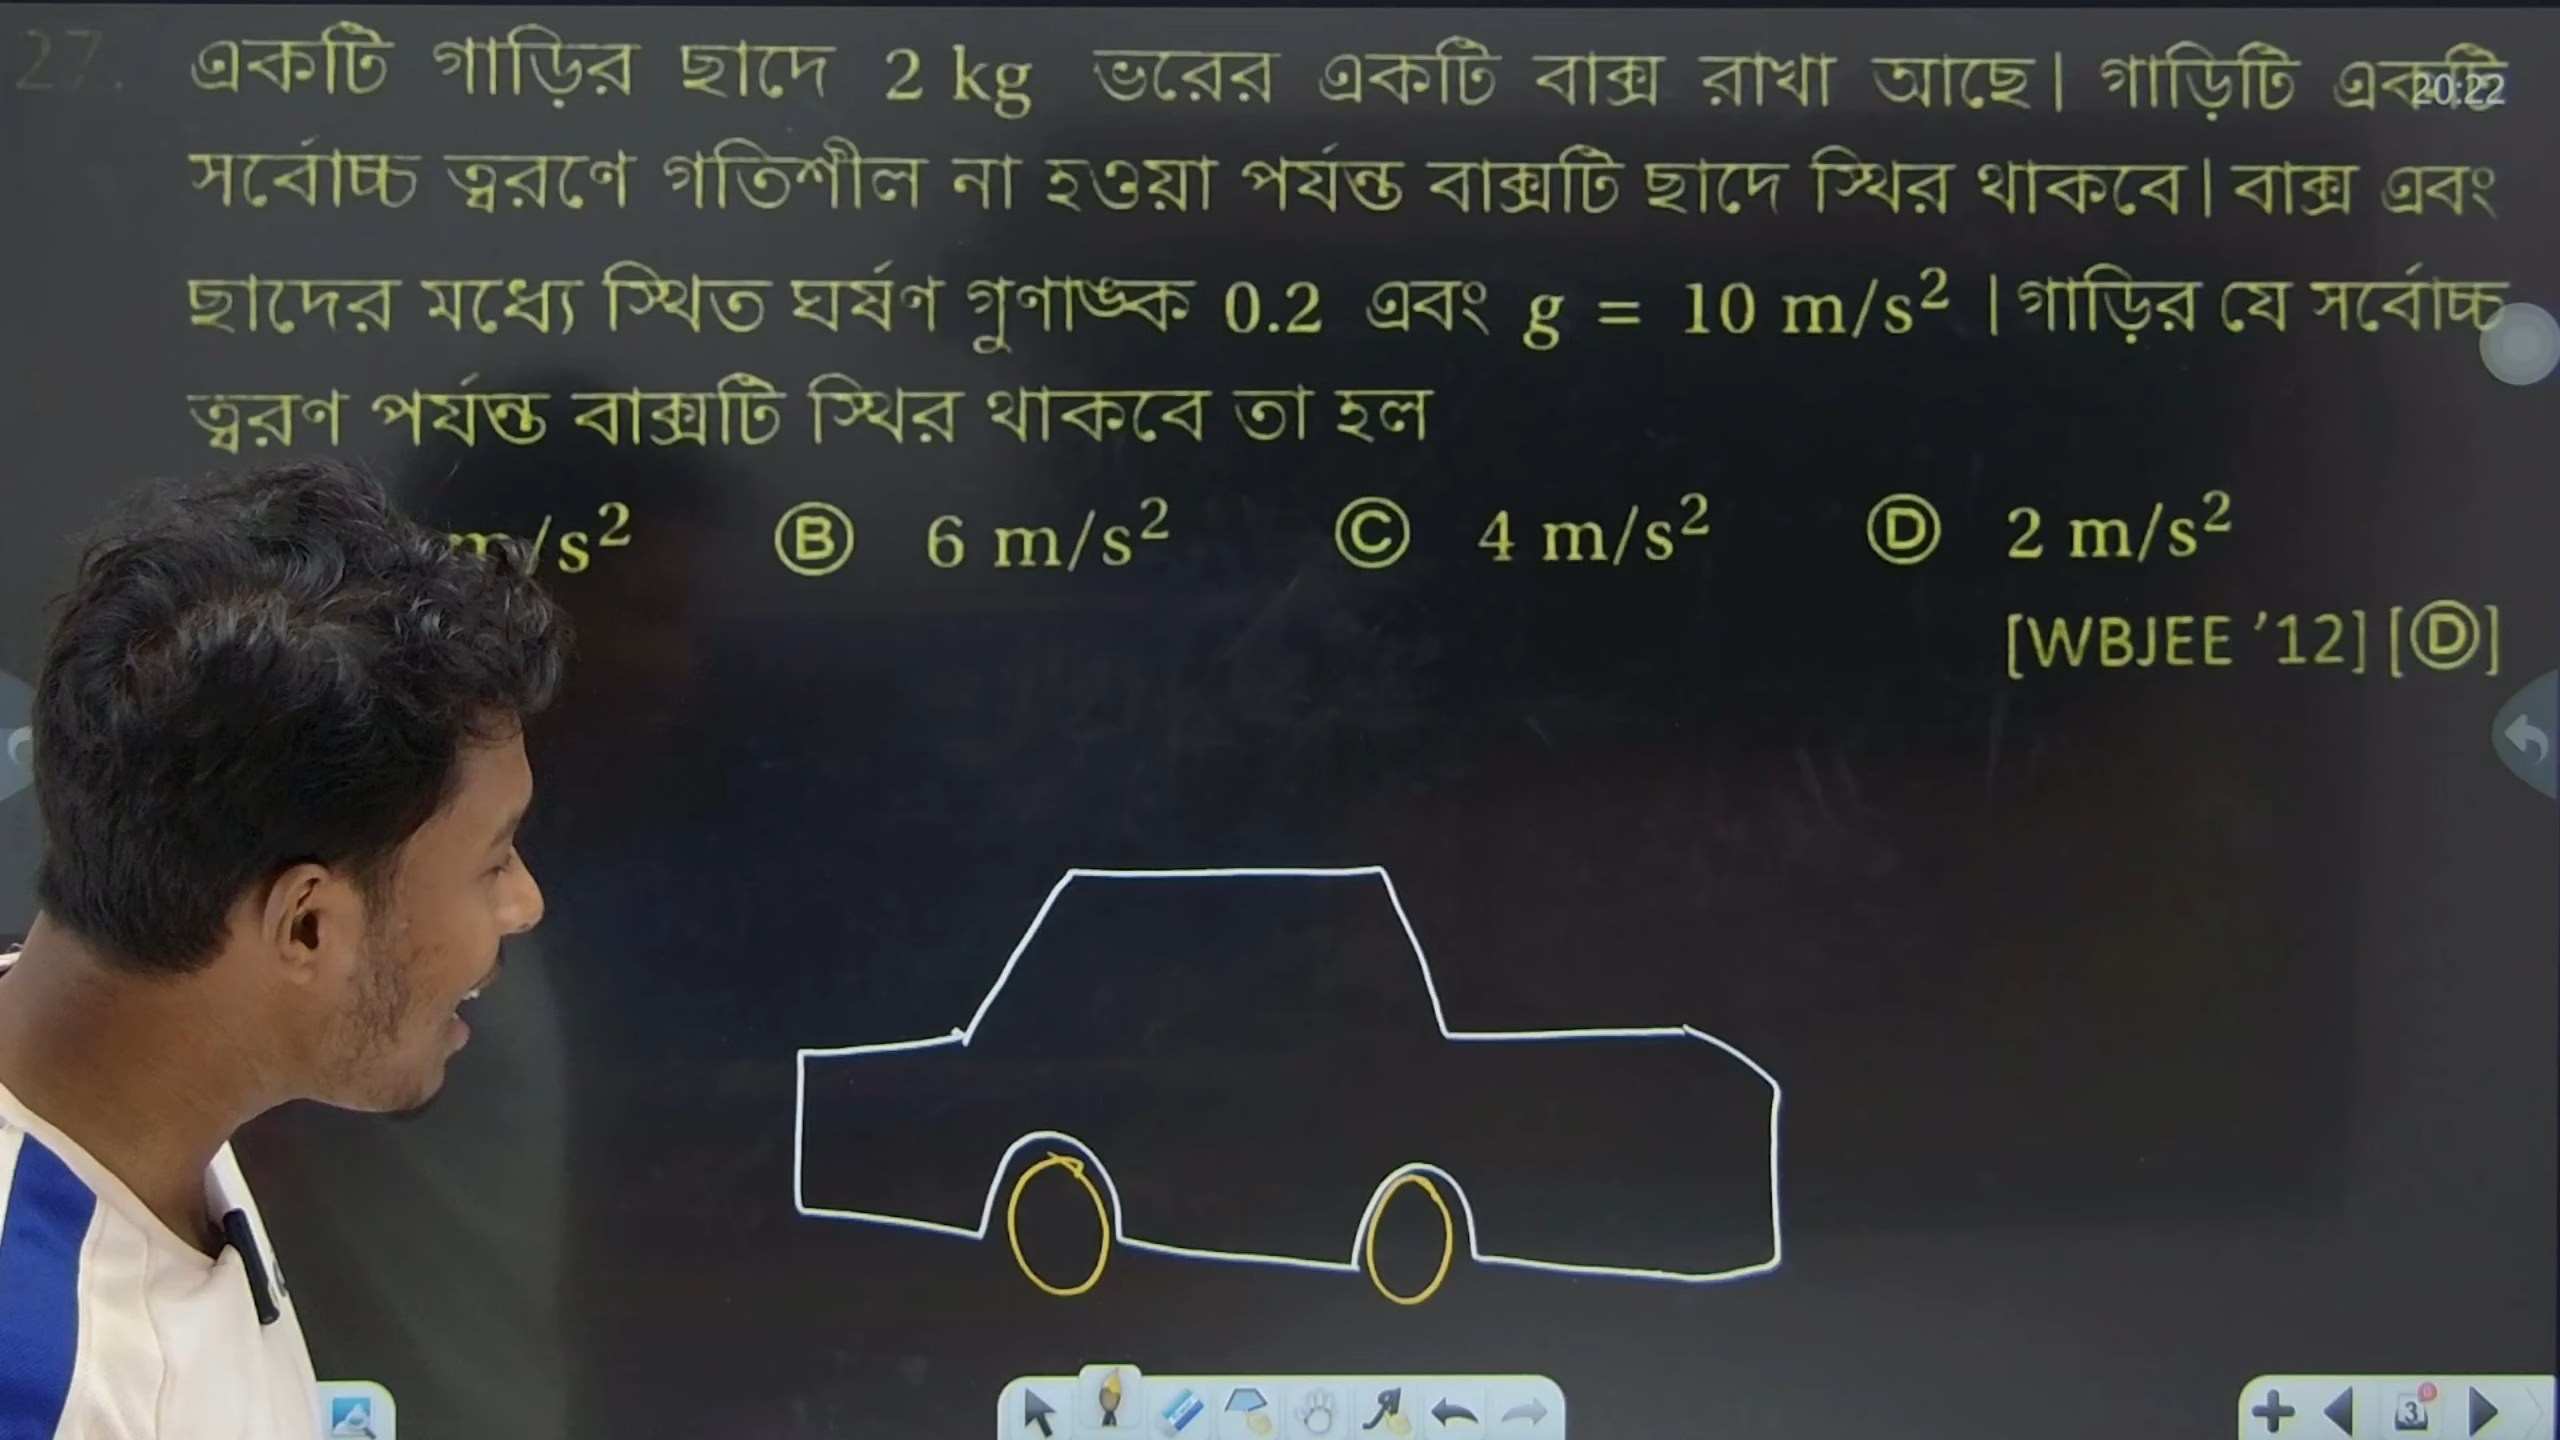 27. একটি গাড়ির ছাদে 2 kg ভরের একটি বাক্স রাখা আছে। গাড়িটি একটি
20:22
সর্বোচ্চ ত্বরণে গতিশীল না হওয়া পর্যন্ত বাক্সটি ছাদে স্থির থাকবে। বাক্স এবং
ছাদের মধ্যে স্থিত ঘর্ষণ গুণাঙ্ক 0.2 এবং g = 10 m/s² । গাড়ির যে সর্বোচ্চ
ত্বরণ পর্যন্ত বাক্সটি স্থির থাকবে তা হল
m/s² Ⓑ 6 m/s² Ⓒ 4 m/s² Ⓓ 2 m/s²
[WBJEE ’12] [Ⓓ]
3